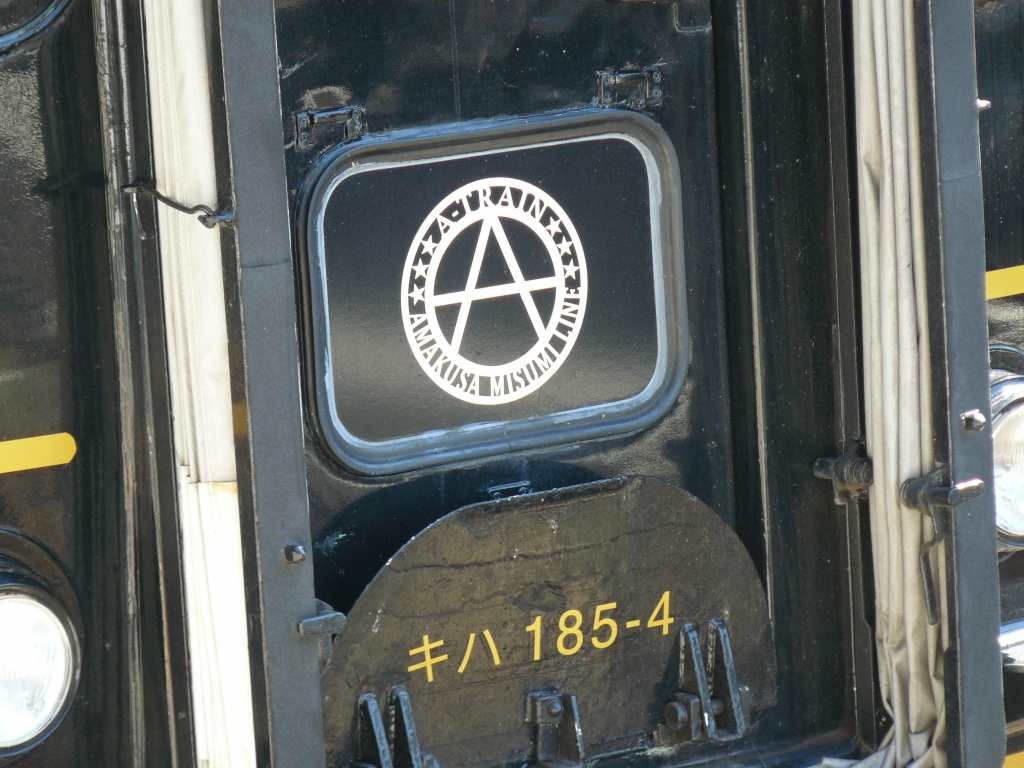 A-TRAIN
A
AMAKUSA MISUMI LINE
キハ 185-4